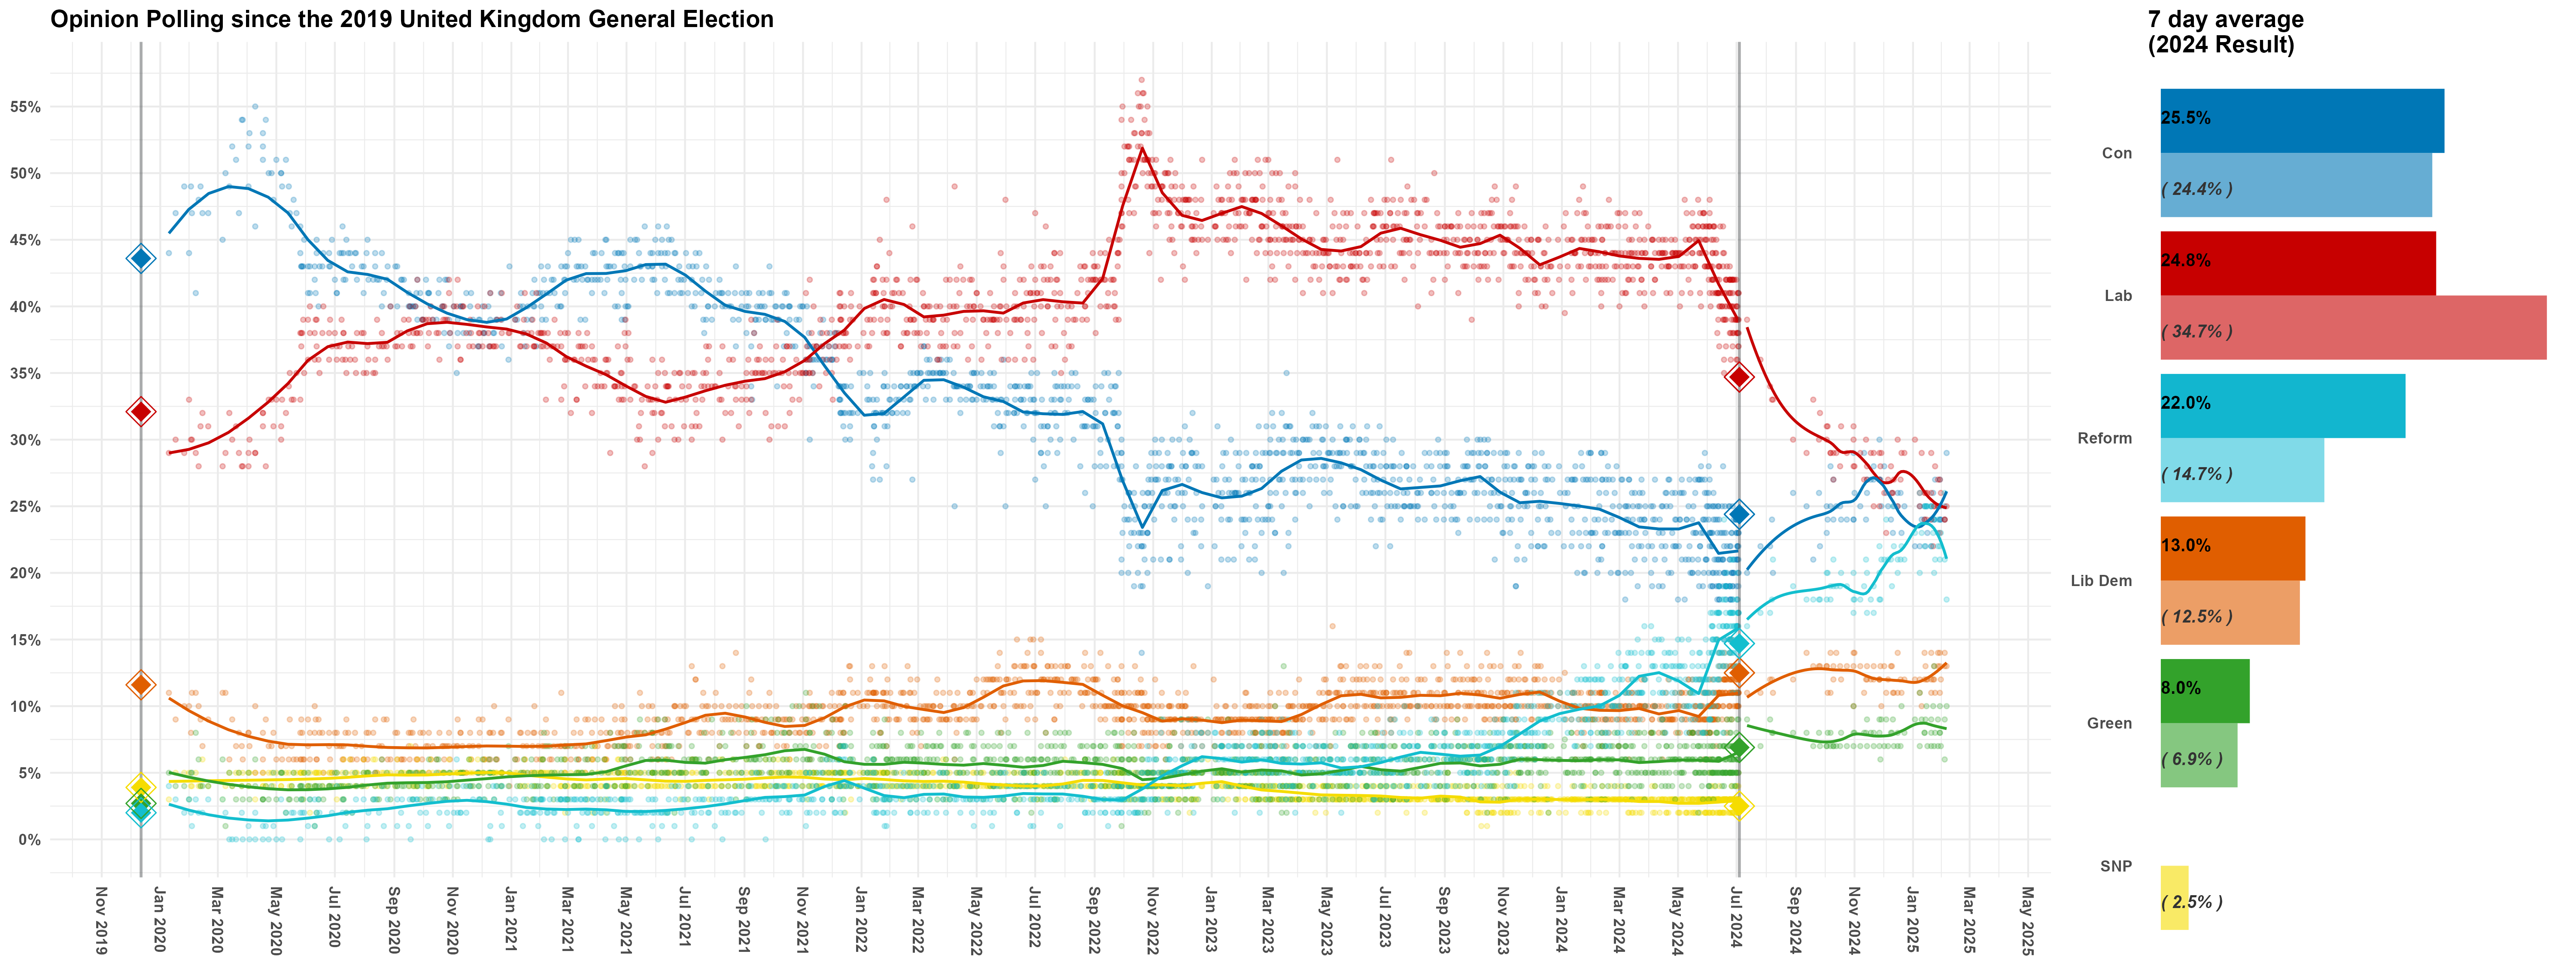 Opinion Polling since the 2019 United Kingdom General Election
55%
50%
45%
40%
35%
30%
25%
20%
15%
10%
5%
0%
Nov 2019
Jan 2020
Mar 2020
May 2020
Jul 2020
Sep 2020
Nov 2020
Jan 2021
Mar 2021
May 2021
Jul 2021
Sep 2021
Nov 2021
Jan 2022
Mar 2022
May 2022
Jul 2022
Sep 2022
Nov 2022
Jan 2023
Mar 2023
May 2023
Jul 2023
Sep 2023
Nov 2023
Jan 2024
Mar 2024
May 2024
Jul 2024
Sep 2024
Nov 2024
Jan 2025
Mar 2025
May 2025
7 day average
(2024 Result)
Con
25.5%
( 24.4% )
Lab
24.8%
( 34.7% )
Reform
22.0%
( 14.7% )
Lib Dem
13.0%
( 12.5% )
Green
8.0%
( 6.9% )
SNP
( 2.5% )